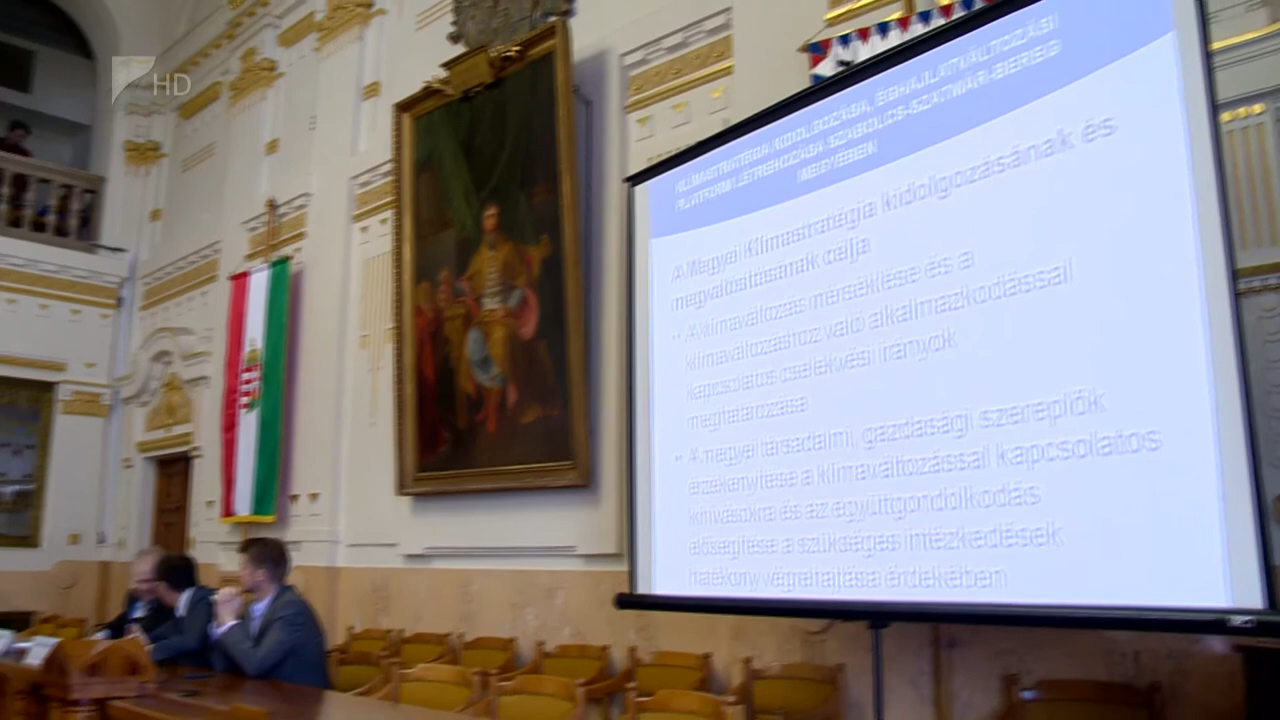 HD
KLÍMASTRATÉGIA KIDOLGOZÁSA, ÉGHAJLATVÁLTOZÁSI
PLATFORM LÉTREHOZÁSA SZABOLCS-SZATMÁR-BEREG
MEGYÉBEN
A Megyei Klímastratégia kidolgozásának és
megvalósításának célja
• A klímaváltozás mérséklése és a
klímaváltozáshoz való alkalmazkodással
kapcsolatos cselekvési irányok
meghatározása
• A megyei társadalmi, gazdasági szereplők
érzékenyítése a klímaváltozással kapcsolatos
kihívásokra és az együttgondolkodás
elősegítése a szükséges intézkedések
hatékony végrehajtása érdekében